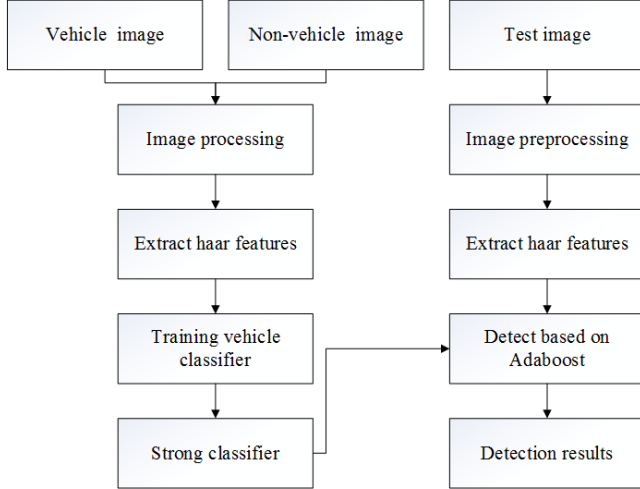 Vehicle image
Non-vehicle image
Test image
Image processing
Image preprocessing
Extract haar features
Extract haar features
Training vehicle
classifier
Detect based on
Adaboost
Strong classifier
Detection results